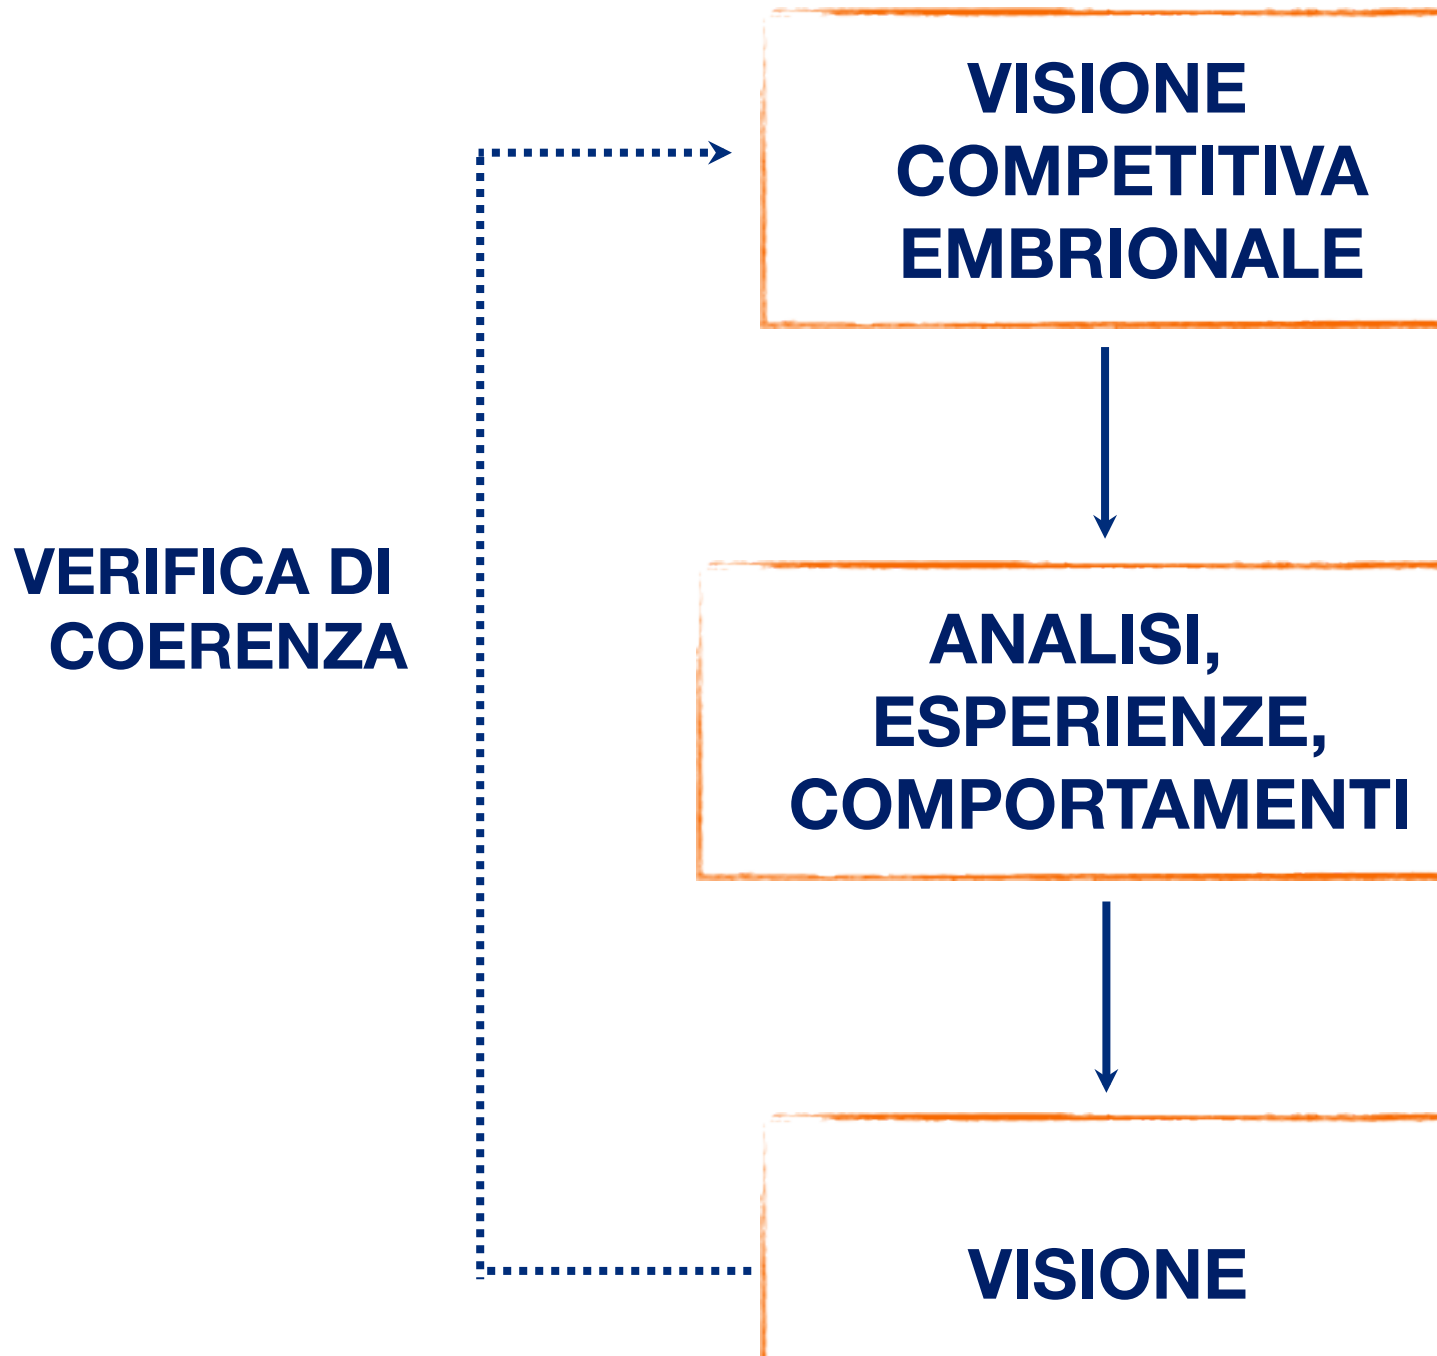 VISIONE
COMPETITIVA
EMBRIONALE
VERIFICA DI
COERENZA
ANALISI,
ESPERIENZE,
COMPORTAMENTI
VISIONE